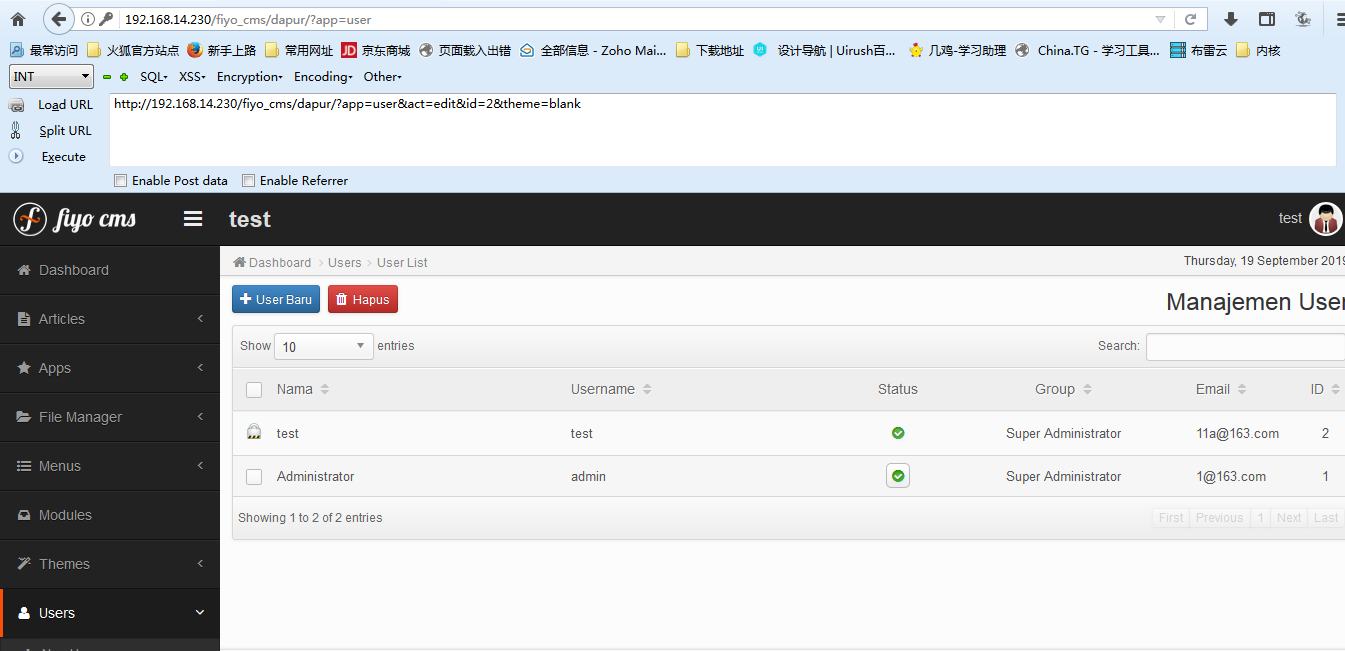 192.168.14.230/fiyo_cms/dapur/?app=user
最常访问 火狐官方站点 新手上路 常用网址 JD 京东商城 页面载入出错 全部信息 - Zoho Mai... 下载地址 设计导航 | Uirush百... 几鸡-学习助理 China.TG - 学习工具... 布雷云 内核
INT SQL- XSS- Encryption- Encoding- Other-
Load URL http://192.168.14.230/fiyo_cms/dapur/?app=user&act=edit&id=2&theme=blank
Split URL
Execute
Enable Post data Enable Referrer
fiyo cms test test
Dashboard Dashboard > Users > User List Thursday, 19 September 2019
Articles User Baru Hapus Manajemen User
Show 10 entries Search:
Apps Nama Username Status Group Email ID
File Manager
test test Super Administrator 11a@163.com 2
Menus Administrator admin Super Administrator 1@163.com 1
Modules Showing 1 to 2 of 2 entries First Previous 1 Next Last
Themes
Users